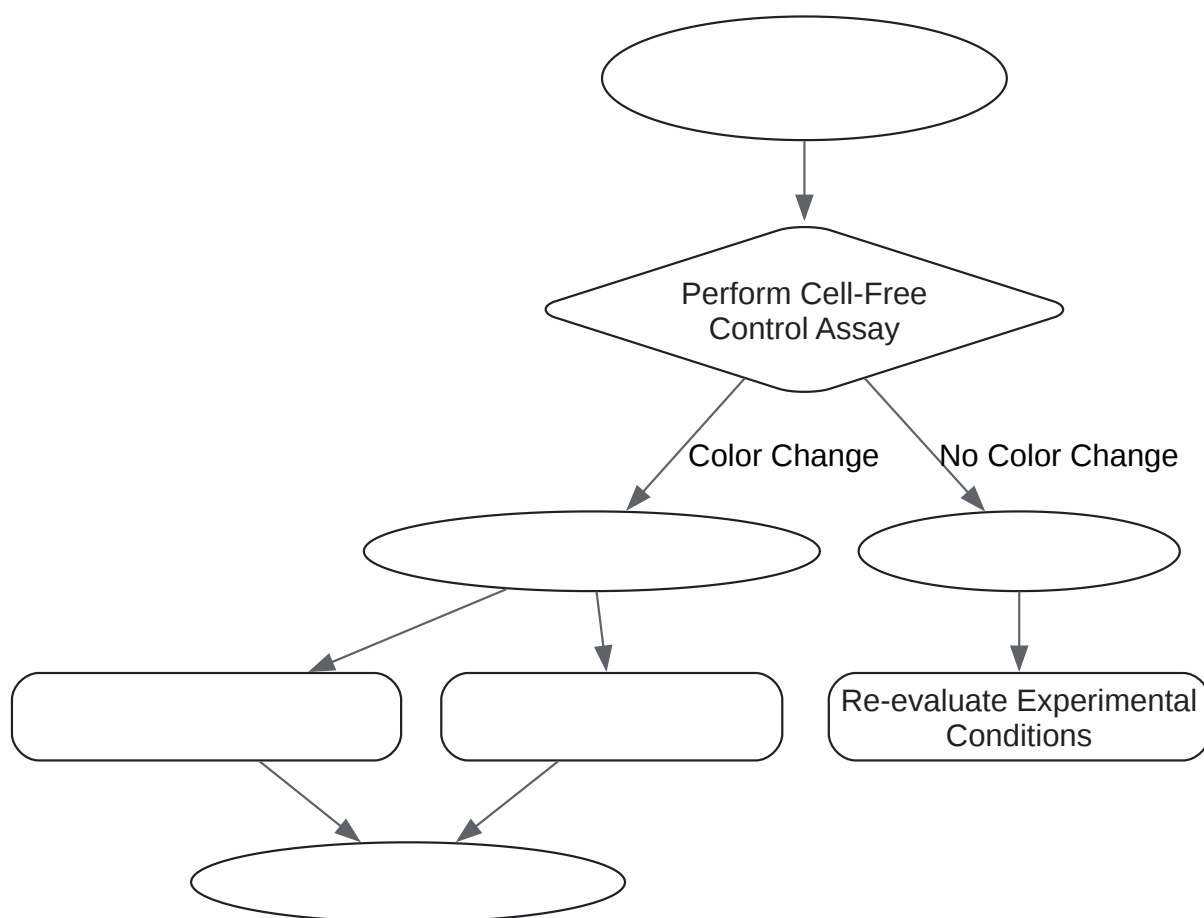 Perform Cell-Free
Control Assay
Color Change
No Color Change
Re-evaluate Experimental
Conditions